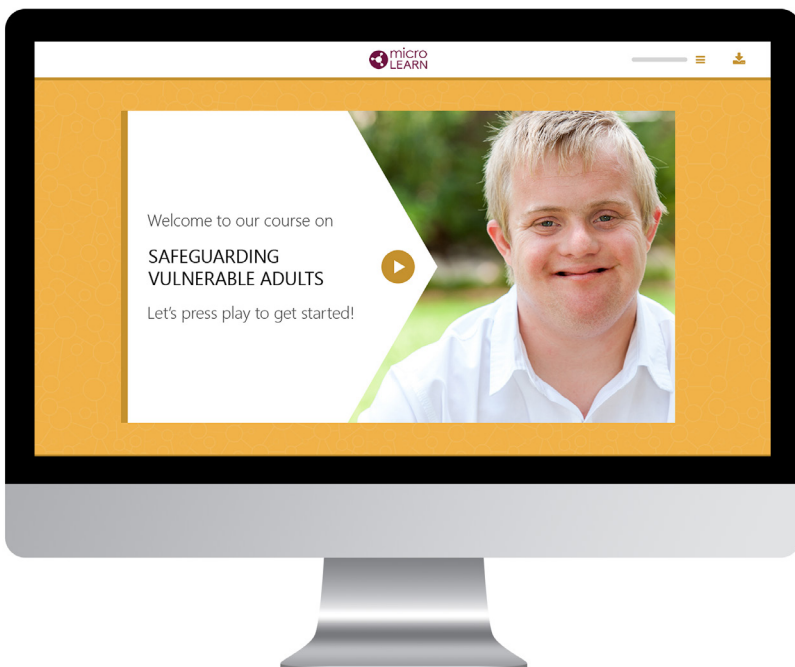 micro
LEARN
Welcome to our course on
SAFEGUARDING
VULNERABLE ADULTS
Let's press play to get started!